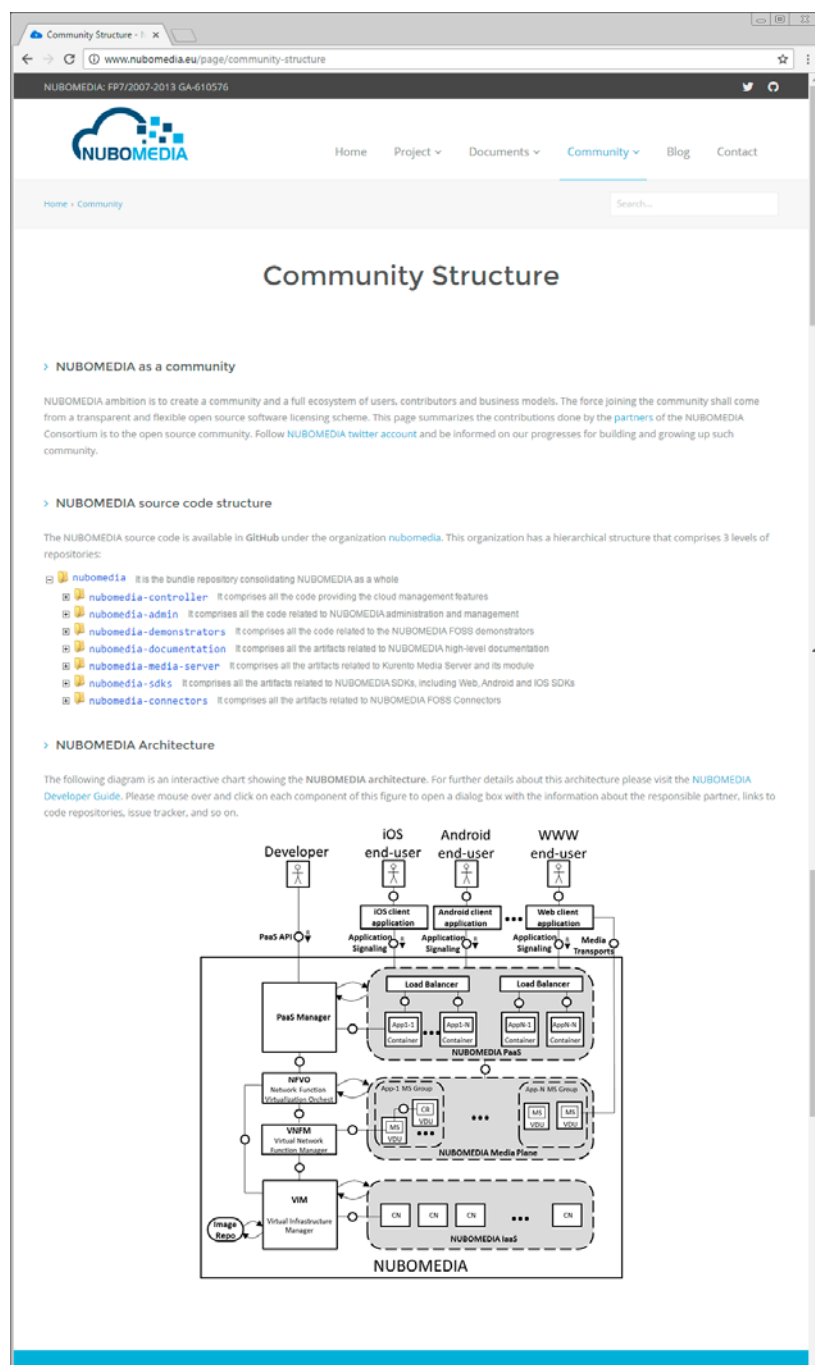 Community Structure - N
www.nubomedia.eu/page/community-structure
NUBOMEDIA: FP7/2007-2013 GA-610576
NUBOMEDIA
Home Project Documents Community Blog Contact
Home › Community
Search...
Community Structure
NUBOMEDIA as a community
NUBOMEDIA ambition is to create a community and a full ecosystem of users, contributors and business models. The force joining the community shall come
from a transparent and flexible open source software licensing scheme. This page summarizes the contributions done by the partners of the NUBOMEDIA
Consortium is to the open source community. Follow NUBOMEDIA twitter account and be informed on our progresses for building and growing up such
community.
NUBOMEDIA source code structure
The NUBOMEDIA source code is available in GitHub under the organization nubomedia. This organization has a hierarchical structure that comprises 3 levels of
repositories:
nubomedia It is the bundle repository consolidating NUBOMEDIA as a whole
nubomedia-controller It comprises all the code providing the cloud management features
nubomedia-admin It comprises all the code related to NUBOMEDIA administration and management
nubomedia-demonstrators It comprises all the code related to the NUBOMEDIA FOSS demonstrators
nubomedia-documentation It comprises all the artifacts related to NUBOMEDIA high-level documentation
nubomedia-media-server It comprises all the artifacts related to Kurento Media Server and its module
nubomedia-sdks It comprises all the artifacts related to NUBOMEDIA SDKs, including Web, Android and IOS SDKs
nubomedia-connectors It comprises all the artifacts related to NUBOMEDIA FOSS Connectors
NUBOMEDIA Architecture
The following diagram is an interactive chart showing the NUBOMEDIA architecture. For further details about this architecture please visit the NUBOMEDIA
Developer Guide. Please mouse over and click on each component of this figure to open a dialog box with the information about the responsible partner, links to
code repositories, issue tracker, and so on.
Developer
iOS
end-user
Android
end-user
WWW
end-user
iOS client
application
Android client
application
Web client
application
PaaS API
Application
Signaling
Application
Signaling
Application
Signaling
Media
Transports
PaaS Manager
Load Balancer
Load Balancer
App1-1
Container
App1-N
Container
AppN-1
Container
AppN-N
Container
NUBOMEDIA PaaS
NFVO
Network Function
Virtualization Orchest
App-1 MS Group
App-N MS Group
CR
VDU
MS
VDU
MS
VDU
MS
VDU
VNFM
Virtual Network
Function Manager
NUBOMEDIA Media Plane
VIM
Virtual Infrastructure
Manager
Image
Repo
CN
CN
CN
CN
NUBOMEDIA IaaS
NUBOMEDIA